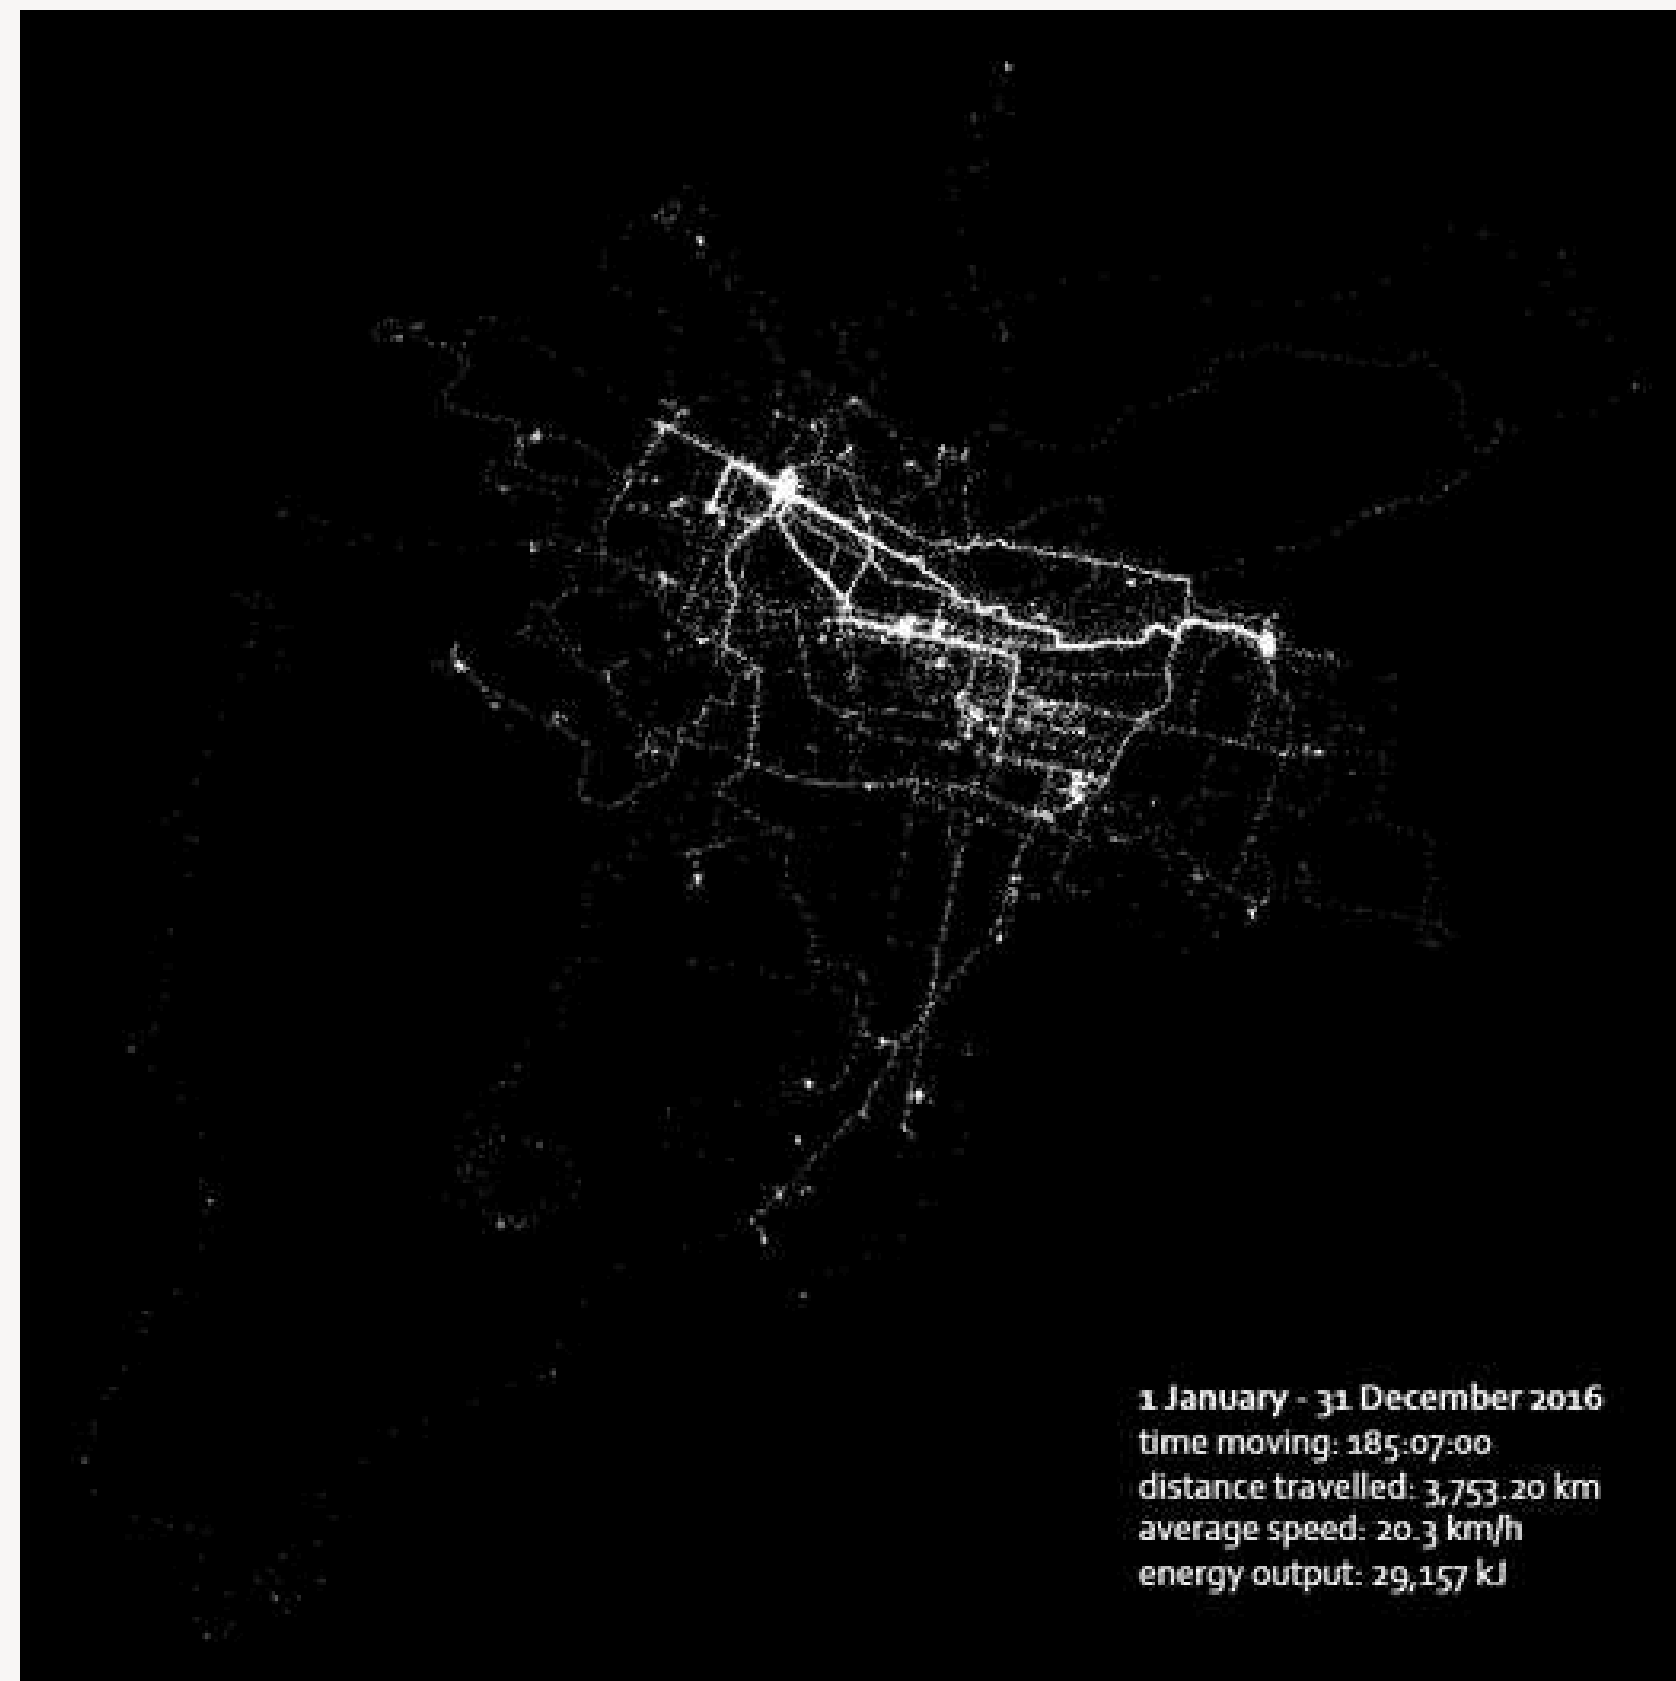 1 January - 31 December 2016
time moving: 185:07:00
distance travelled: 3,753.20 km
average speed: 20.3 km/h
energy output: 29,157 kJ